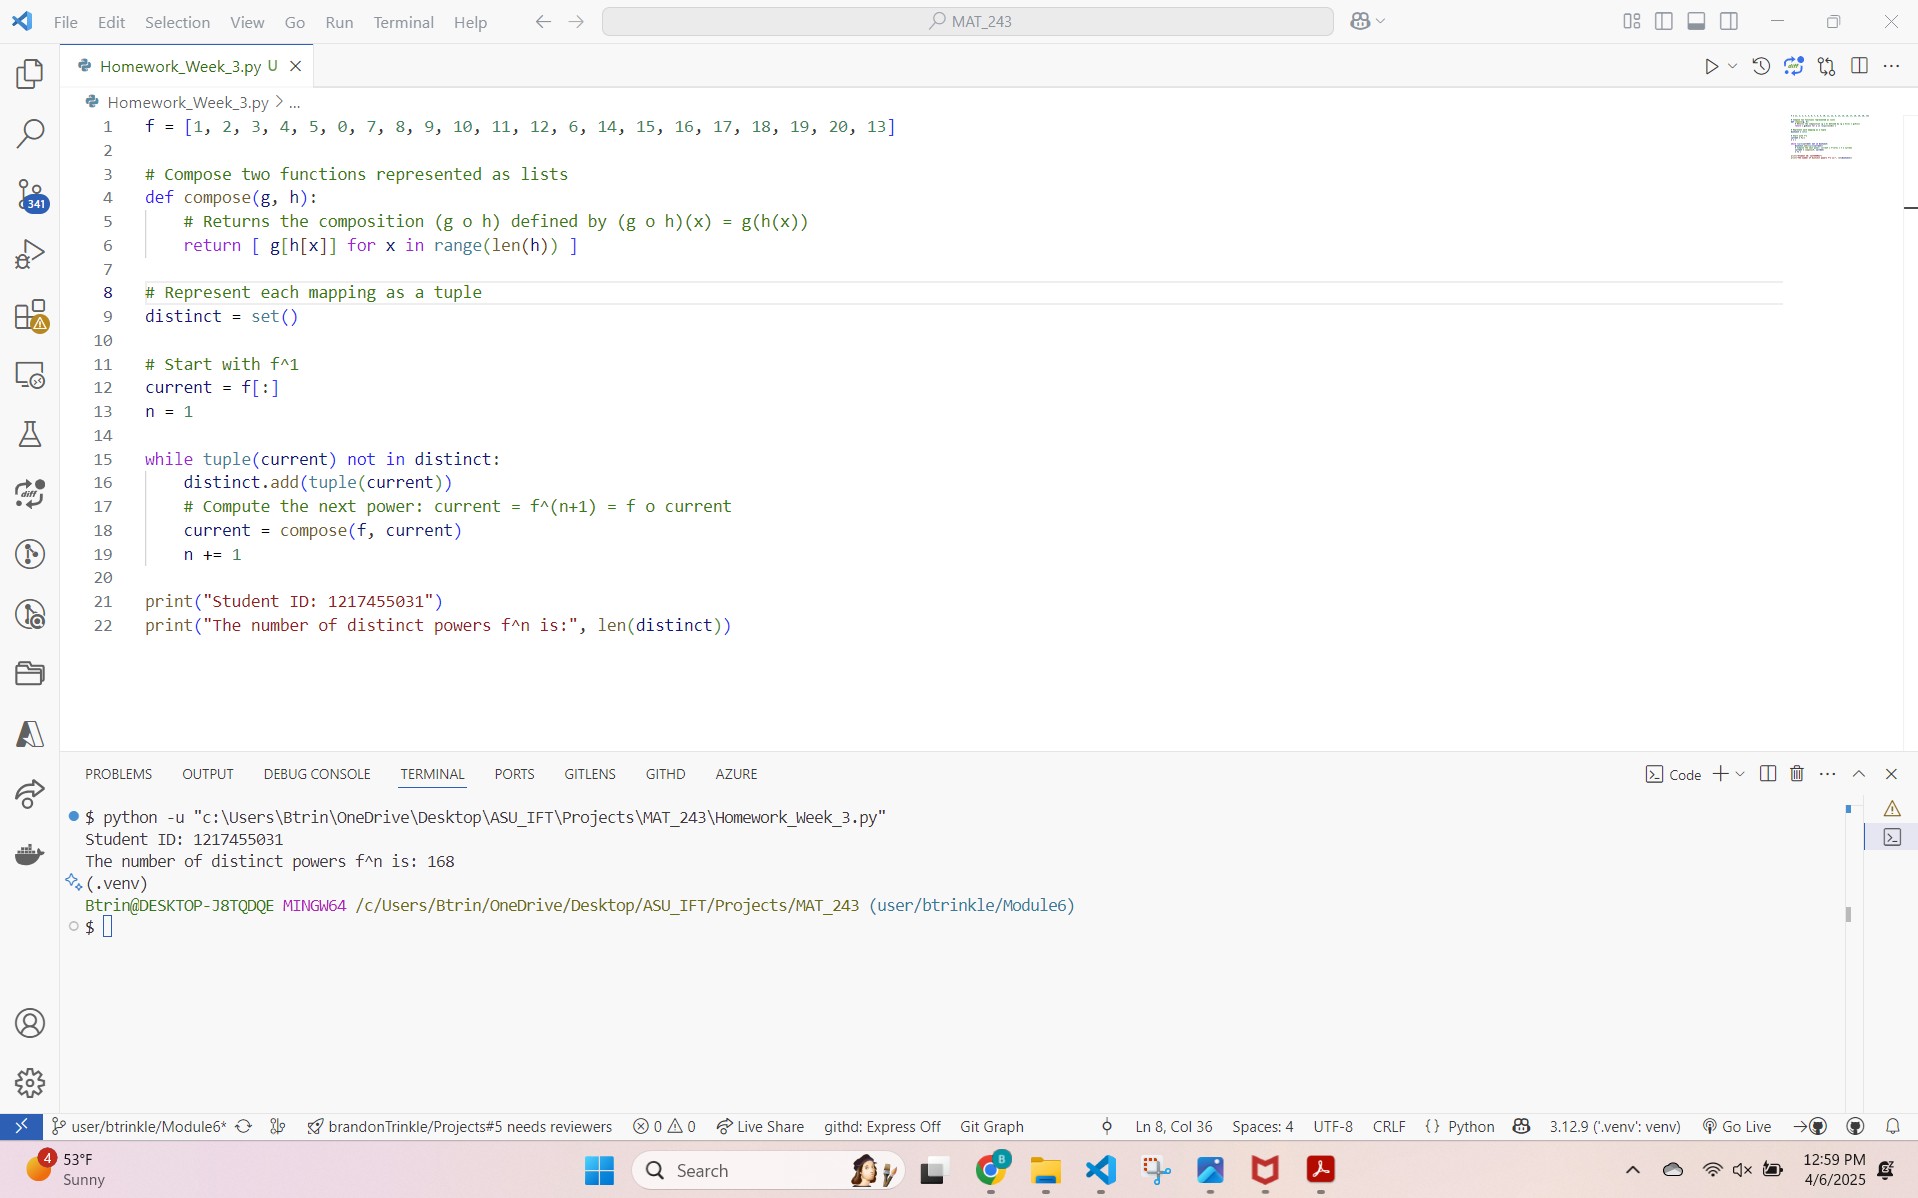 File Edit Selection View Go Run Terminal Help MAT_243
Homework_Week_3.py U
Homework_Week_3.py > ...
1 f = [1, 2, 3, 4, 5, 0, 7, 8, 9, 10, 11, 12, 6, 14, 15, 16, 17, 18, 19, 20, 13]
2
3 # Compose two functions represented as lists
4 def compose(g, h):
5 # Returns the composition (g o h) defined by (g o h)(x) = g(h(x))
6 return [ g[h[x]] for x in range(len(h)) ]
7
8 # Represent each mapping as a tuple
9 distinct = set()
10
11 # Start with f^1
12 current = f[:]
13 n = 1
14
15 while tuple(current) not in distinct:
16 distinct.add(tuple(current))
17 # Compute the next power: current = f^(n+1) = f o current
18 current = compose(f, current)
19 n += 1
20
21 print("Student ID: 1217455031")
22 print("The number of distinct powers f^n is:", len(distinct))
341
diff
PROBLEMS OUTPUT DEBUG CONSOLE TERMINAL PORTS GITLENS GITHD AZURE Code
$ python -u "c:\Users\Btrin\OneDrive\Desktop\ASU_IFT\Projects\MAT_243\Homework_Week_3.py"
Student ID: 1217455031
The number of distinct powers f^n is: 168
(.venv)
Btrin@DESKTOP-J8TQDQE MINGW64 /c/Users/Btrin/OneDrive/Desktop/ASU_IFT/Projects/MAT_243 (user/btrinkle/Module6)
$
user/btrinkle/Module6* brandonTrinkle/Projects#5 needs reviewers 0 0 Live Share githd: Express Off Git Graph Ln 8, Col 36 Spaces: 4 UTF-8 CRLF {} Python 3.12.9 ('.venv': venv) Go Live
4 53°F
Sunny
Search
B
12:59 PM
4/6/2025